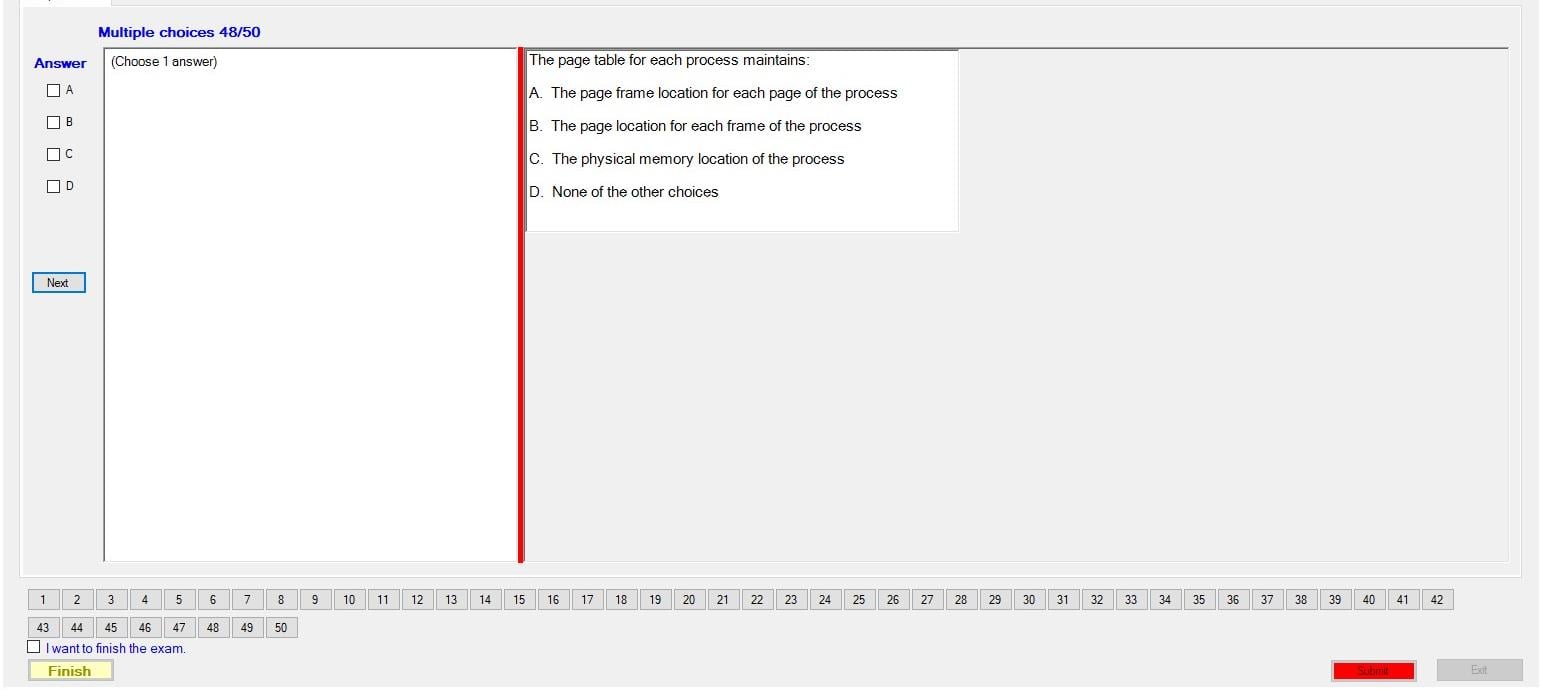 Multiple choices 48/50
Answer
(Choose 1 answer)
A
B
C
D
Next
The page table for each process maintains:
A. The page frame location for each page of the process
B. The page location for each frame of the process
C. The physical memory location of the process
D. None of the other choices
1 2 3 4 5 6 7 8 9 10 11 12 13 14 15 16 17 18 19 20 21 22 23 24 25 26 27 28 29 30 31 32 33 34 35 36 37 38 39 40 41 42
43 44 45 46 47 48 49 50
I want to finish the exam.
Finish
Submit
Exit